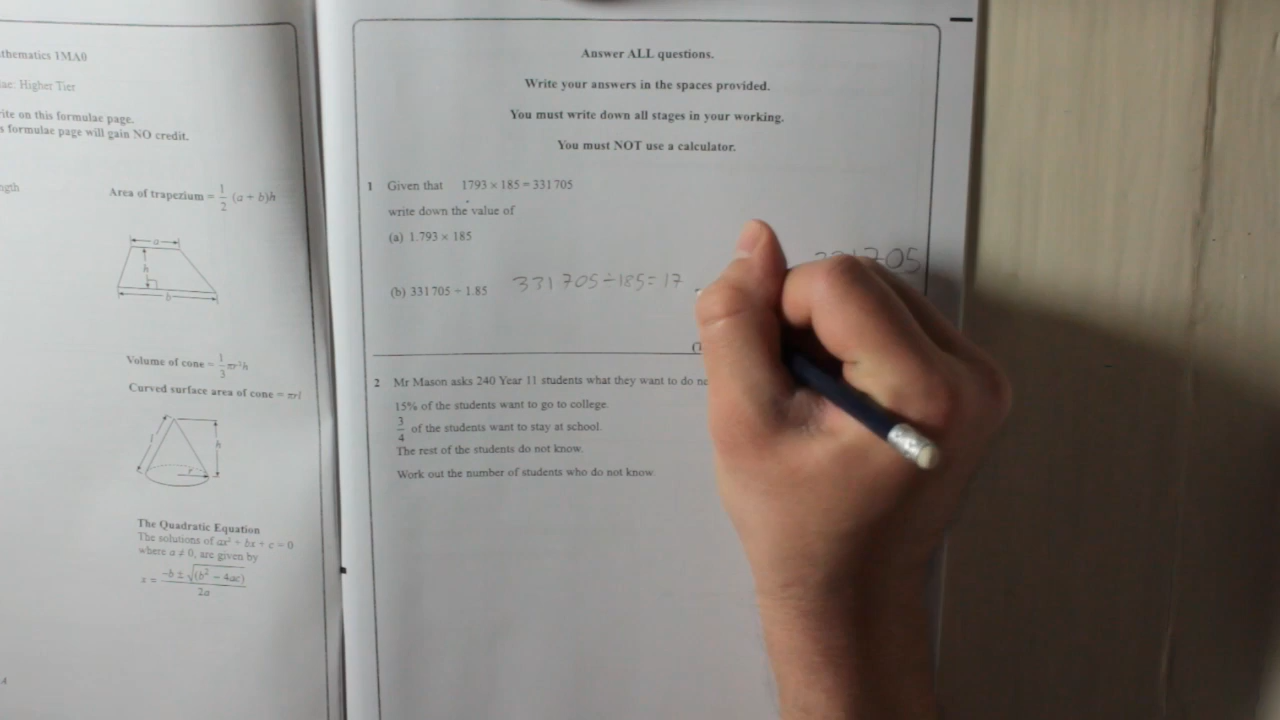 thematics 1MA0
ae: Higher Tier
ite on this formulae page.
s formulae page will gain NO credit.
ngth
Area of trapezium = 1/2 (a + b)h
a
h
b
Volume of cone = 1/3 πr²h
Curved surface area of cone = πrl
l
h
r
The Quadratic Equation
The solutions of ax² + bx + c = 0
where a ≠ 0, are given by
x = (-b ± √(b² – 4ac)) / 2a
Answer ALL questions.
Write your answers in the spaces provided.
You must write down all stages in your working.
You must NOT use a calculator.
1 Given that 1793 × 185 = 331 705
write down the value of
(a) 1.793 × 185
331705
(b) 331 705 ÷ 1.85 331 705 ÷ 185 = 17
2 Mr Mason asks 240 Year 11 students what they want to do ne
15% of the students want to go to college.
3/4 of the students want to stay at school.
The rest of the students do not know.
Work out the number of students who do not know.